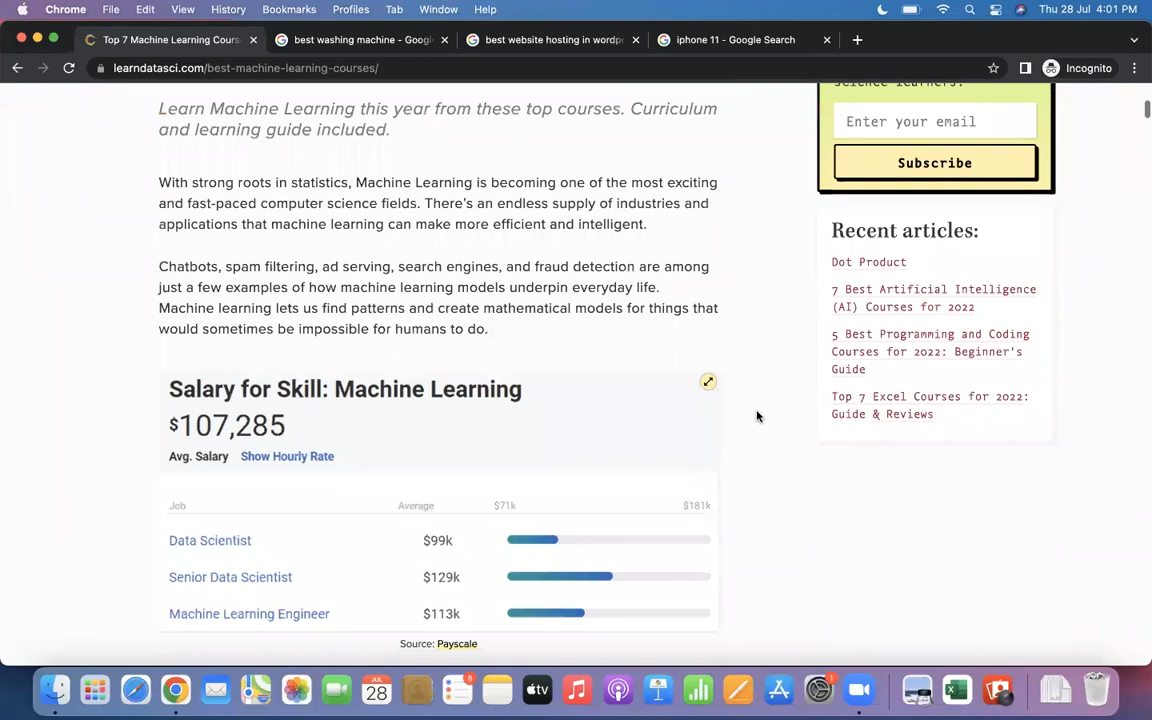 Chrome File Edit View History Bookmarks Profiles Tab Window Help Thu 28 Jul 4:01 PM
Top 7 Machine Learning Cours best washing machine - Goog best website hosting in wordp iphone 11 - Google Search
learndatasci.com/best-machine-learning-courses/ Incognito
Learn Machine Learning this year from these top courses. Curriculum
and learning guide included.
With strong roots in statistics, Machine Learning is becoming one of the most exciting
and fast-paced computer science fields. There's an endless supply of industries and
applications that machine learning can make more efficient and intelligent.
Chatbots, spam filtering, ad serving, search engines, and fraud detection are among
just a few examples of how machine learning models underpin everyday life.
Machine learning lets us find patterns and create mathematical models for things that
would sometimes be impossible for humans to do.
Salary for Skill: Machine Learning
$107,285
Avg. Salary Show Hourly Rate
Job Average $71k $181k
Data Scientist $99k
Senior Data Scientist $129k
Machine Learning Engineer $113k
Source: Payscale
science learners!
Enter your email
Subscribe
Recent articles:
Dot Product
7 Best Artificial Intelligence
(AI) Courses for 2022
5 Best Programming and Coding
Courses for 2022: Beginner's
Guide
Top 7 Excel Courses for 2022:
Guide & Reviews
JUL
28
6
tv
1